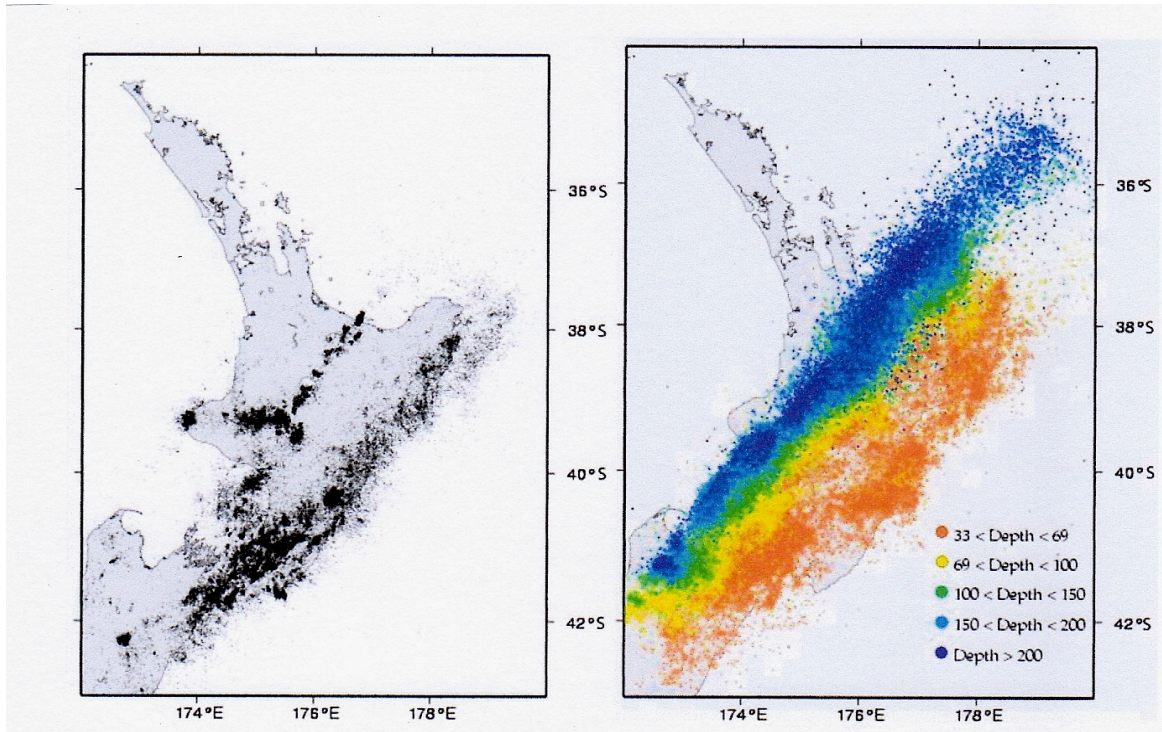 36°S
38°S
40°S
42°S
174°E 176°E 178°E
36°S
38°S
40°S
42°S
174°E 176°E 178°E
33 < Depth < 69
69 < Depth < 100
100 < Depth < 150
150 < Depth < 200
Depth > 200